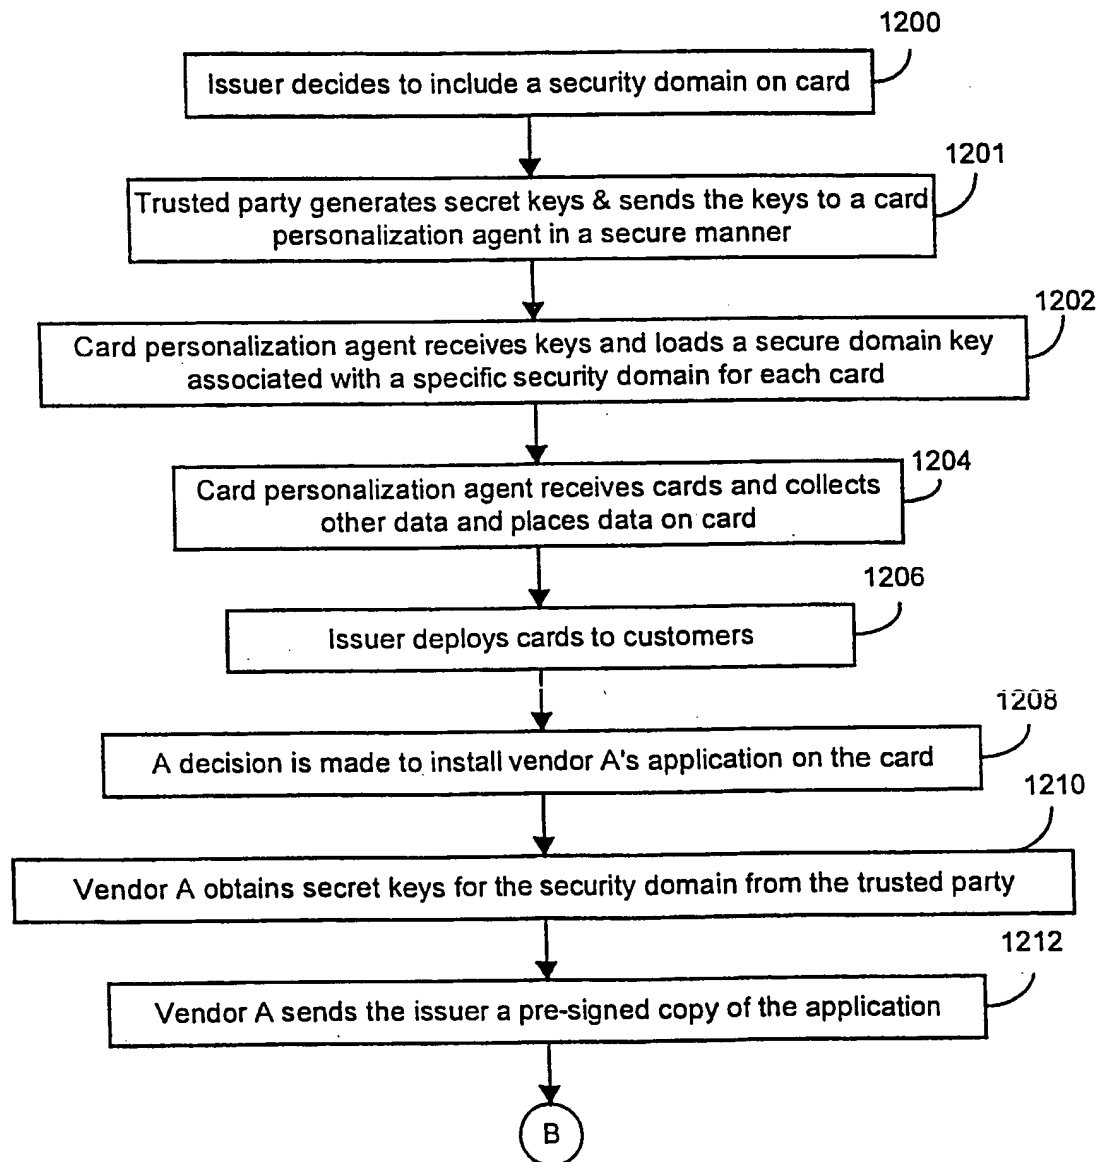 1200
Issuer decides to include a security domain on card
1201
Trusted party generates secret keys & sends the keys to a card
personalization agent in a secure manner
1202
Card personalization agent receives keys and loads a secure domain key
associated with a specific security domain for each card
1204
Card personalization agent receives cards and collects
other data and places data on card
1206
Issuer deploys cards to customers
1208
A decision is made to install vendor A's application on the card
1210
Vendor A obtains secret keys for the security domain from the trusted party
1212
Vendor A sends the issuer a pre-signed copy of the application
B